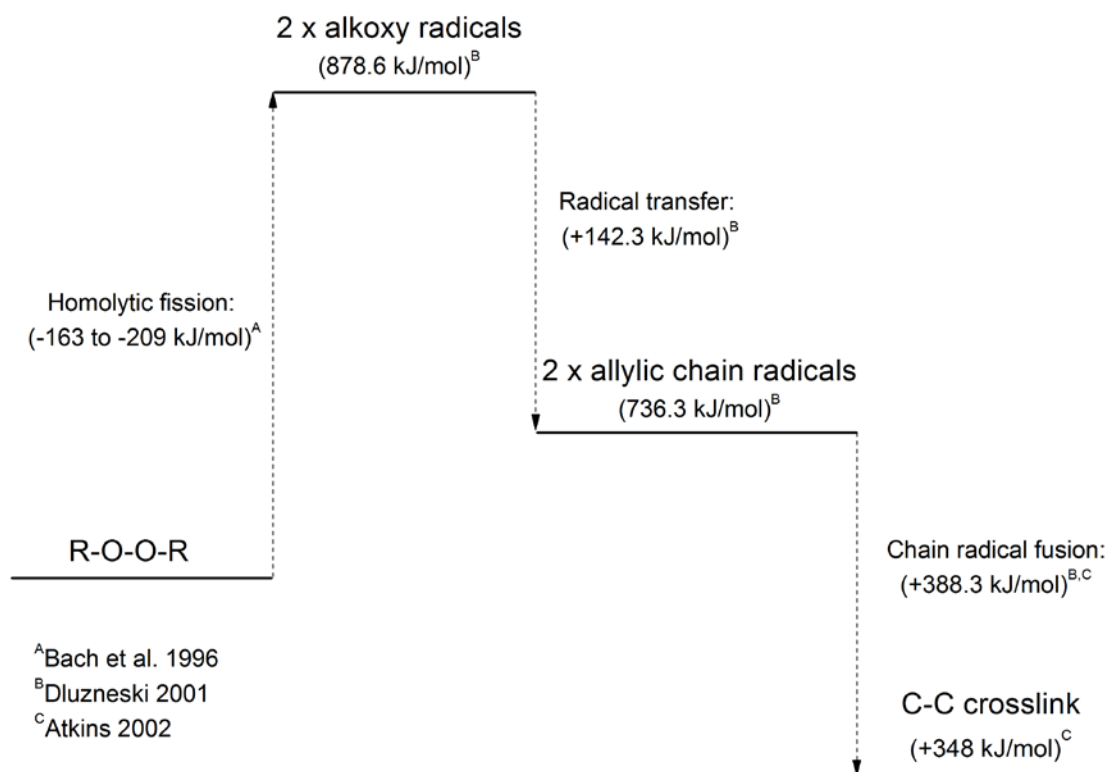 2 x alkoxy radicals
(878.6 kJ/mol)ᴮ
Radical transfer:
(+142.3 kJ/mol)ᴮ
Homolytic fission:
(-163 to -209 kJ/mol)ᴬ
2 x allylic chain radicals
(736.3 kJ/mol)ᴮ
R-O-O-R
Chain radical fusion:
(+388.3 kJ/mol)ᴮ,ᶜ
ᴬBach et al. 1996
ᴮDluzneski 2001
ᶜAtkins 2002
C-C crosslink
(+348 kJ/mol)ᶜ